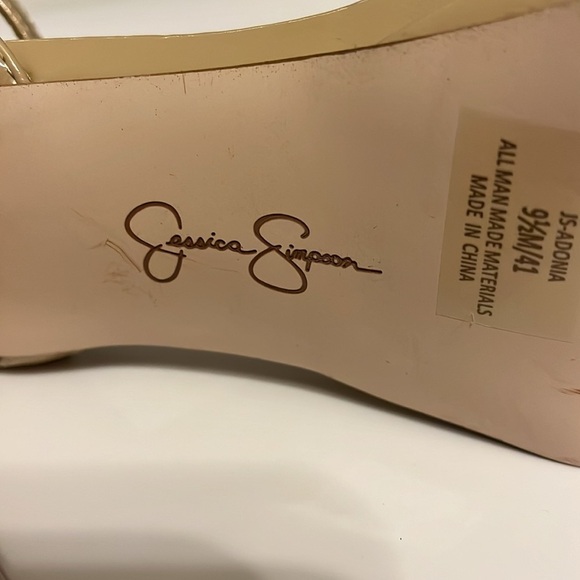 Jessica Simpson
JS-ADONIA
9½M/41
ALL MAN MADE MATERIALS
MADE IN CHINA